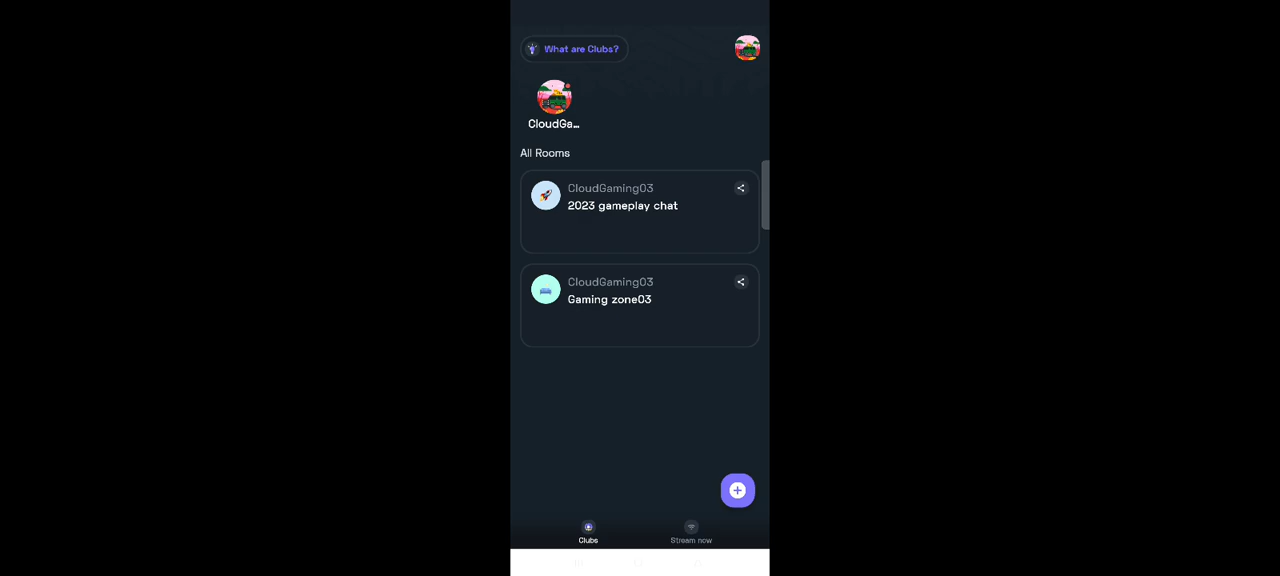 What are Clubs?
CloudGa...
All Rooms
CloudGaming03
2023 gameplay chat
CloudGaming03
Gaming zone03
Clubs
Stream now